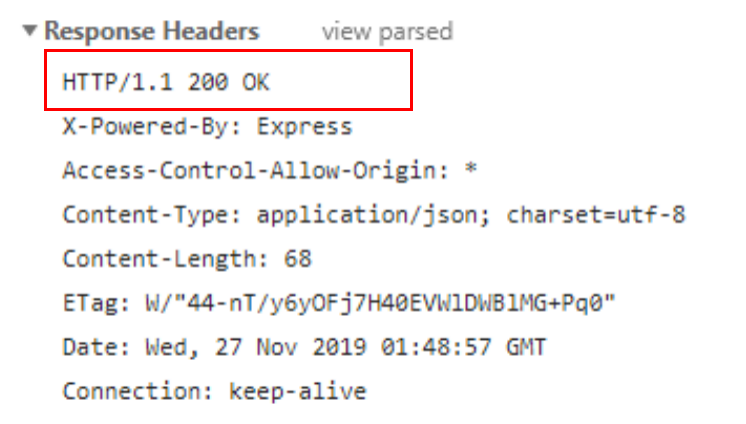 Response Headers view parsed
HTTP/1.1 200 OK
X-Powered-By: Express
Access-Control-Allow-Origin: *
Content-Type: application/json; charset=utf-8
Content-Length: 68
ETag: W/"44-nT/y6yOFj7H40EVWlDWBlMG+Pq0"
Date: Wed, 27 Nov 2019 01:48:57 GMT
Connection: keep-alive